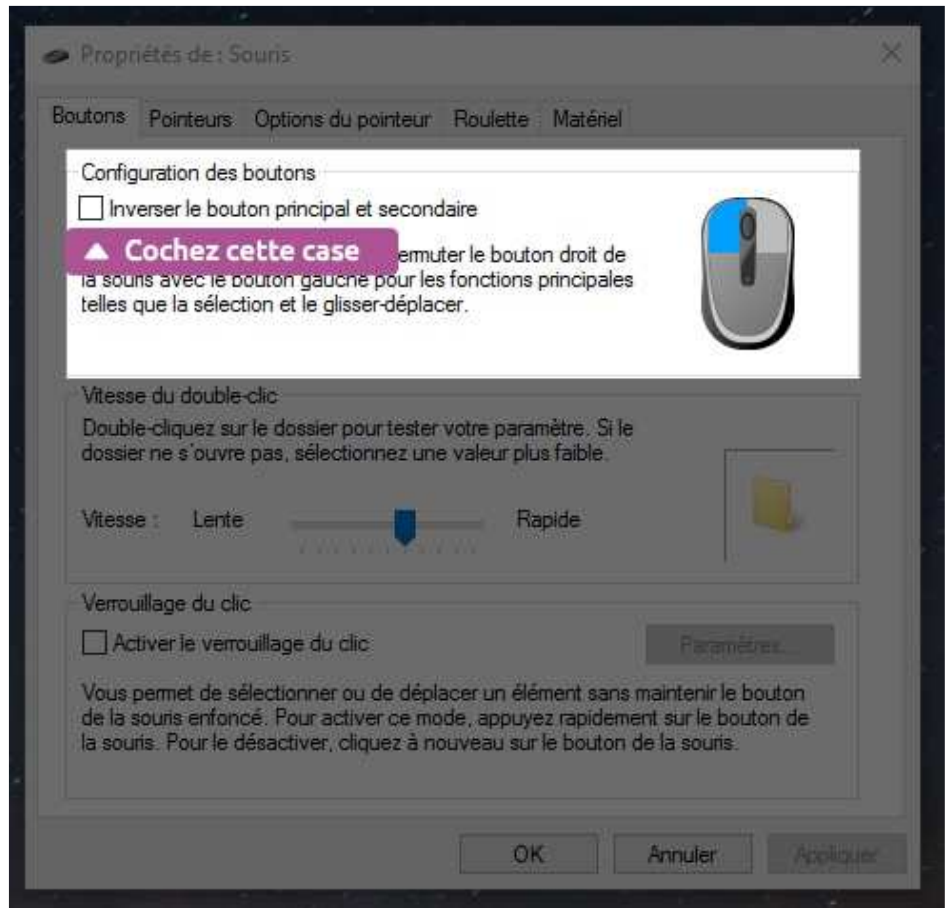 Propriétés de : Souris
Boutons Pointeurs Options du pointeur Roulette Matériel
Configuration des boutons
Inverser le bouton principal et secondaire
Cochez cette case
ermuter le bouton droit de
la souris avec le bouton gauche pour les fonctions principales
telles que la sélection et le glisser-déplacer.
Vitesse du double-clic
Double-cliquez sur le dossier pour tester votre paramètre. Si le
dossier ne s'ouvre pas, sélectionnez une valeur plus faible.
Vitesse : Lente Rapide
Verrouillage du clic
Activer le verrouillage du clic
Paramètres...
Vous permet de sélectionner ou de déplacer un élément sans maintenir le bouton
de la souris enfoncé. Pour activer ce mode, appuyez rapidement sur le bouton de
la souris. Pour le désactiver, cliquez à nouveau sur le bouton de la souris.
OK Annuler Appliquer